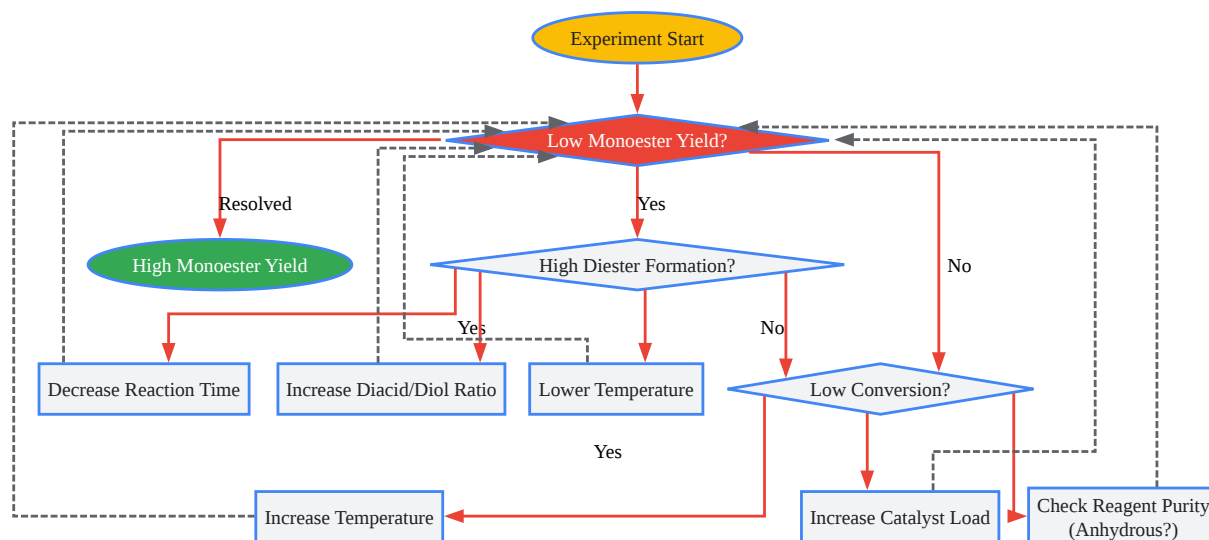 Experiment Start
Low Monoester Yield?
Resolved
Yes
High Monoester Yield
High Diester Formation?
No
Yes
No
Decrease Reaction Time
Increase Diacid/Diol Ratio
Lower Temperature
Low Conversion?
Yes
Increase Temperature
Increase Catalyst Load
Check Reagent Purity
(Anhydrous?)